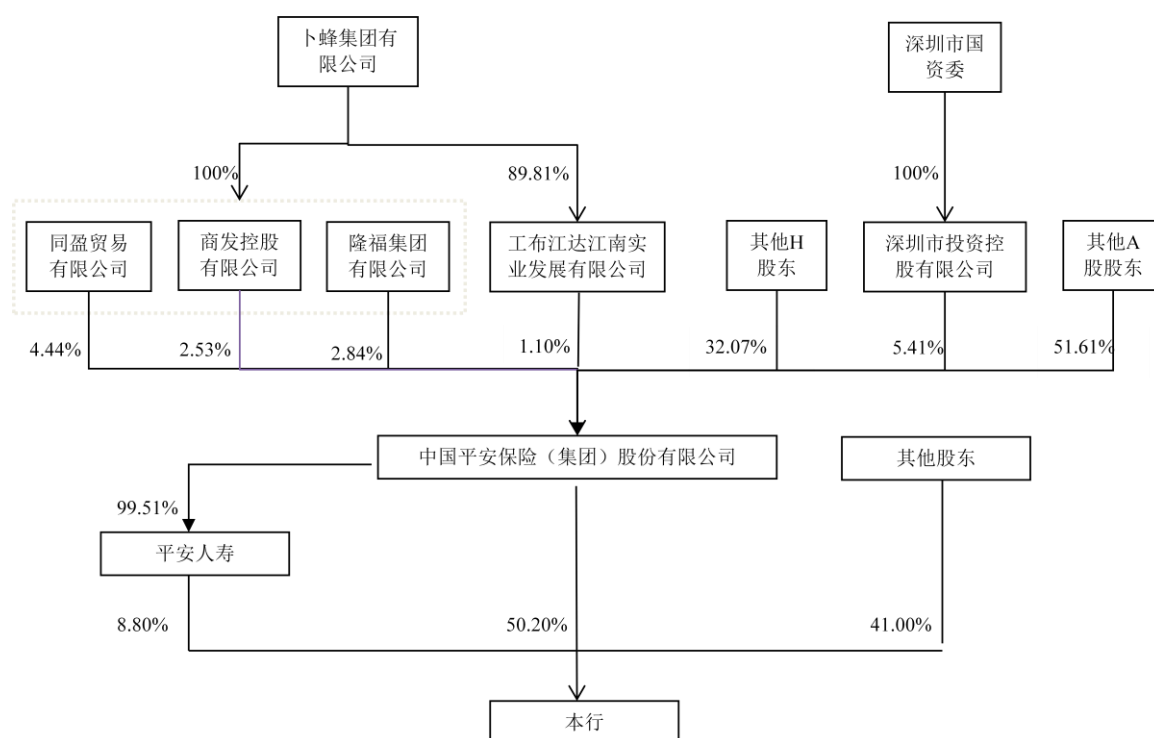 卜蜂集团有
限公司
深圳市国
资委
100%
89.81%
100%
同盈贸易
有限公司
商发控股
有限公司
隆福集团
有限公司
工布江达江南实
业发展有限公司
其他H
股东
深圳市投资控
股有限公司
其他A
股股东
4.44%
2.53%
2.84%
1.10%
32.07%
5.41%
51.61%
中国平安保险（集团）股份有限公司
其他股东
99.51%
平安人寿
8.80%
50.20%
41.00%
本行